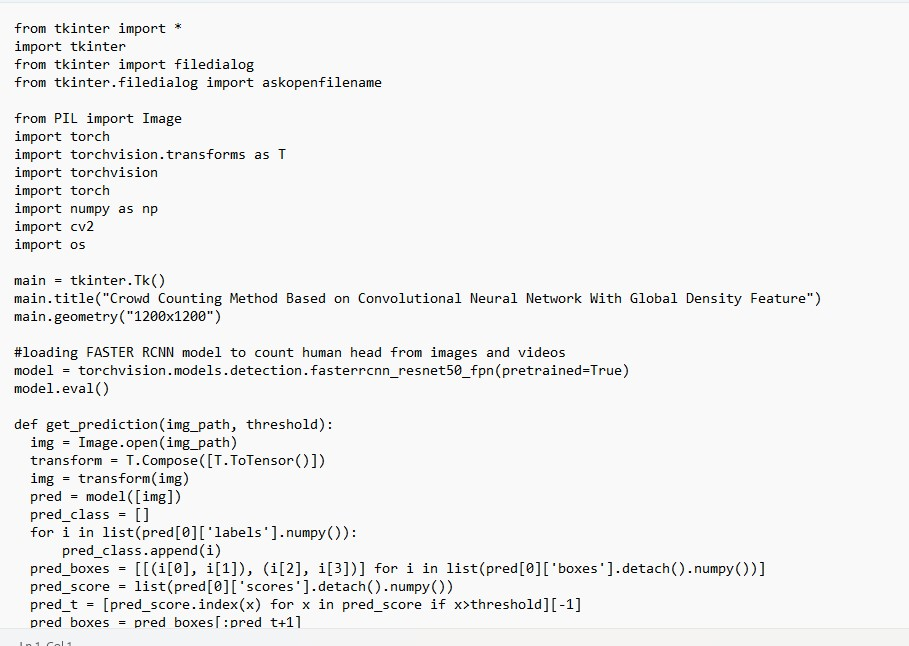 from tkinter import *
import tkinter
from tkinter import filedialog
from tkinter.filedialog import askopenfilename

from PIL import Image
import torch
import torchvision.transforms as T
import torchvision
import torch
import numpy as np
import cv2
import os

main = tkinter.Tk()
main.title("Crowd Counting Method Based on Convolutional Neural Network With Global Density Feature")
main.geometry("1200x1200")

#loading FASTER RCNN model to count human head from images and videos
model = torchvision.models.detection.fasterrcnn_resnet50_fpn(pretrained=True)
model.eval()

def get_prediction(img_path, threshold):
  img = Image.open(img_path)
  transform = T.Compose([T.ToTensor()])
  img = transform(img)
  pred = model([img])
  pred_class = []
  for i in list(pred[0]['labels'].numpy()):
      pred_class.append(i)
  pred_boxes = [[(i[0], i[1]), (i[2], i[3])] for i in list(pred[0]['boxes'].detach().numpy())]
  pred_score = list(pred[0]['scores'].detach().numpy())
  pred_t = [pred_score.index(x) for x in pred_score if x>threshold][-1]
  pred_boxes = pred_boxes[:pred_t+1]
Ln 1, Col 1